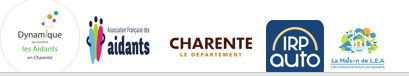 Dynamique
les Aidants
en Charente
Association Française des
aidants
CHARENTE
LE DÉPARTEMENT
IRP
auto
La Maison de L.E.A